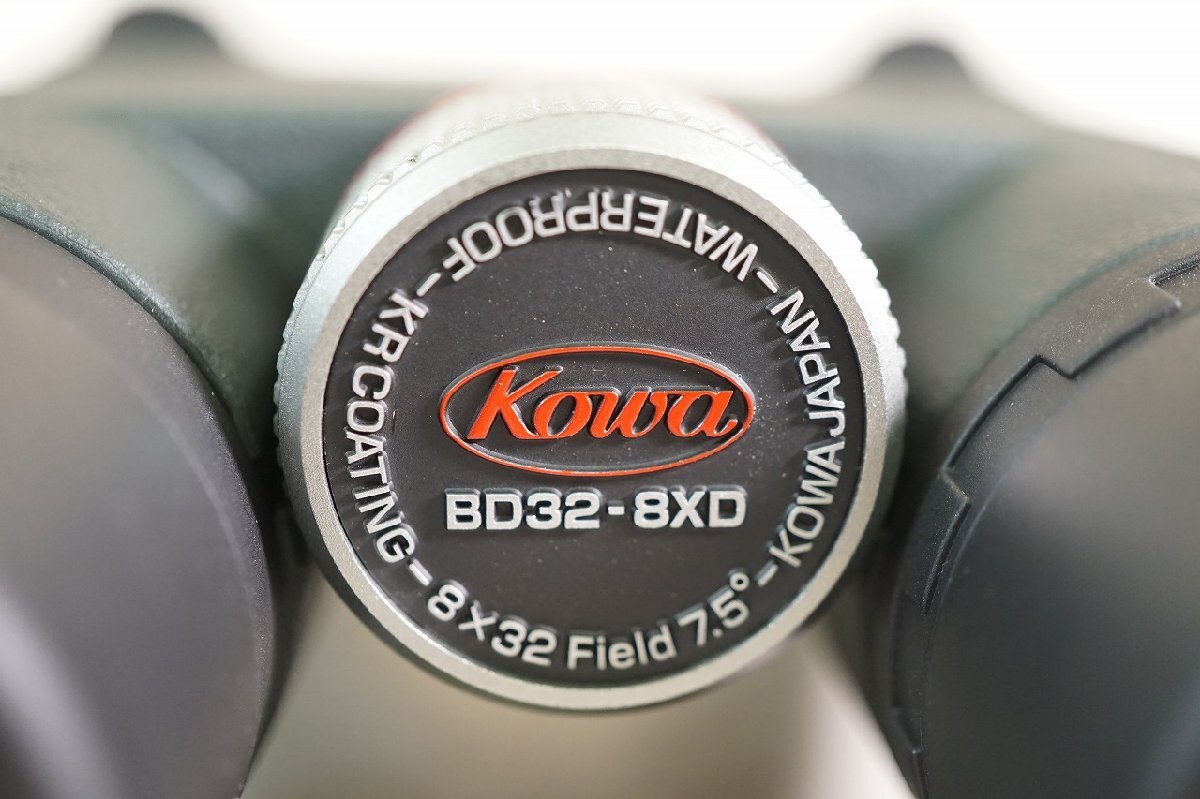 Kowa
BD32-8XD
8×32 Field 7.5° - KOWA JAPAN - WATERPROOF - KR COATING -